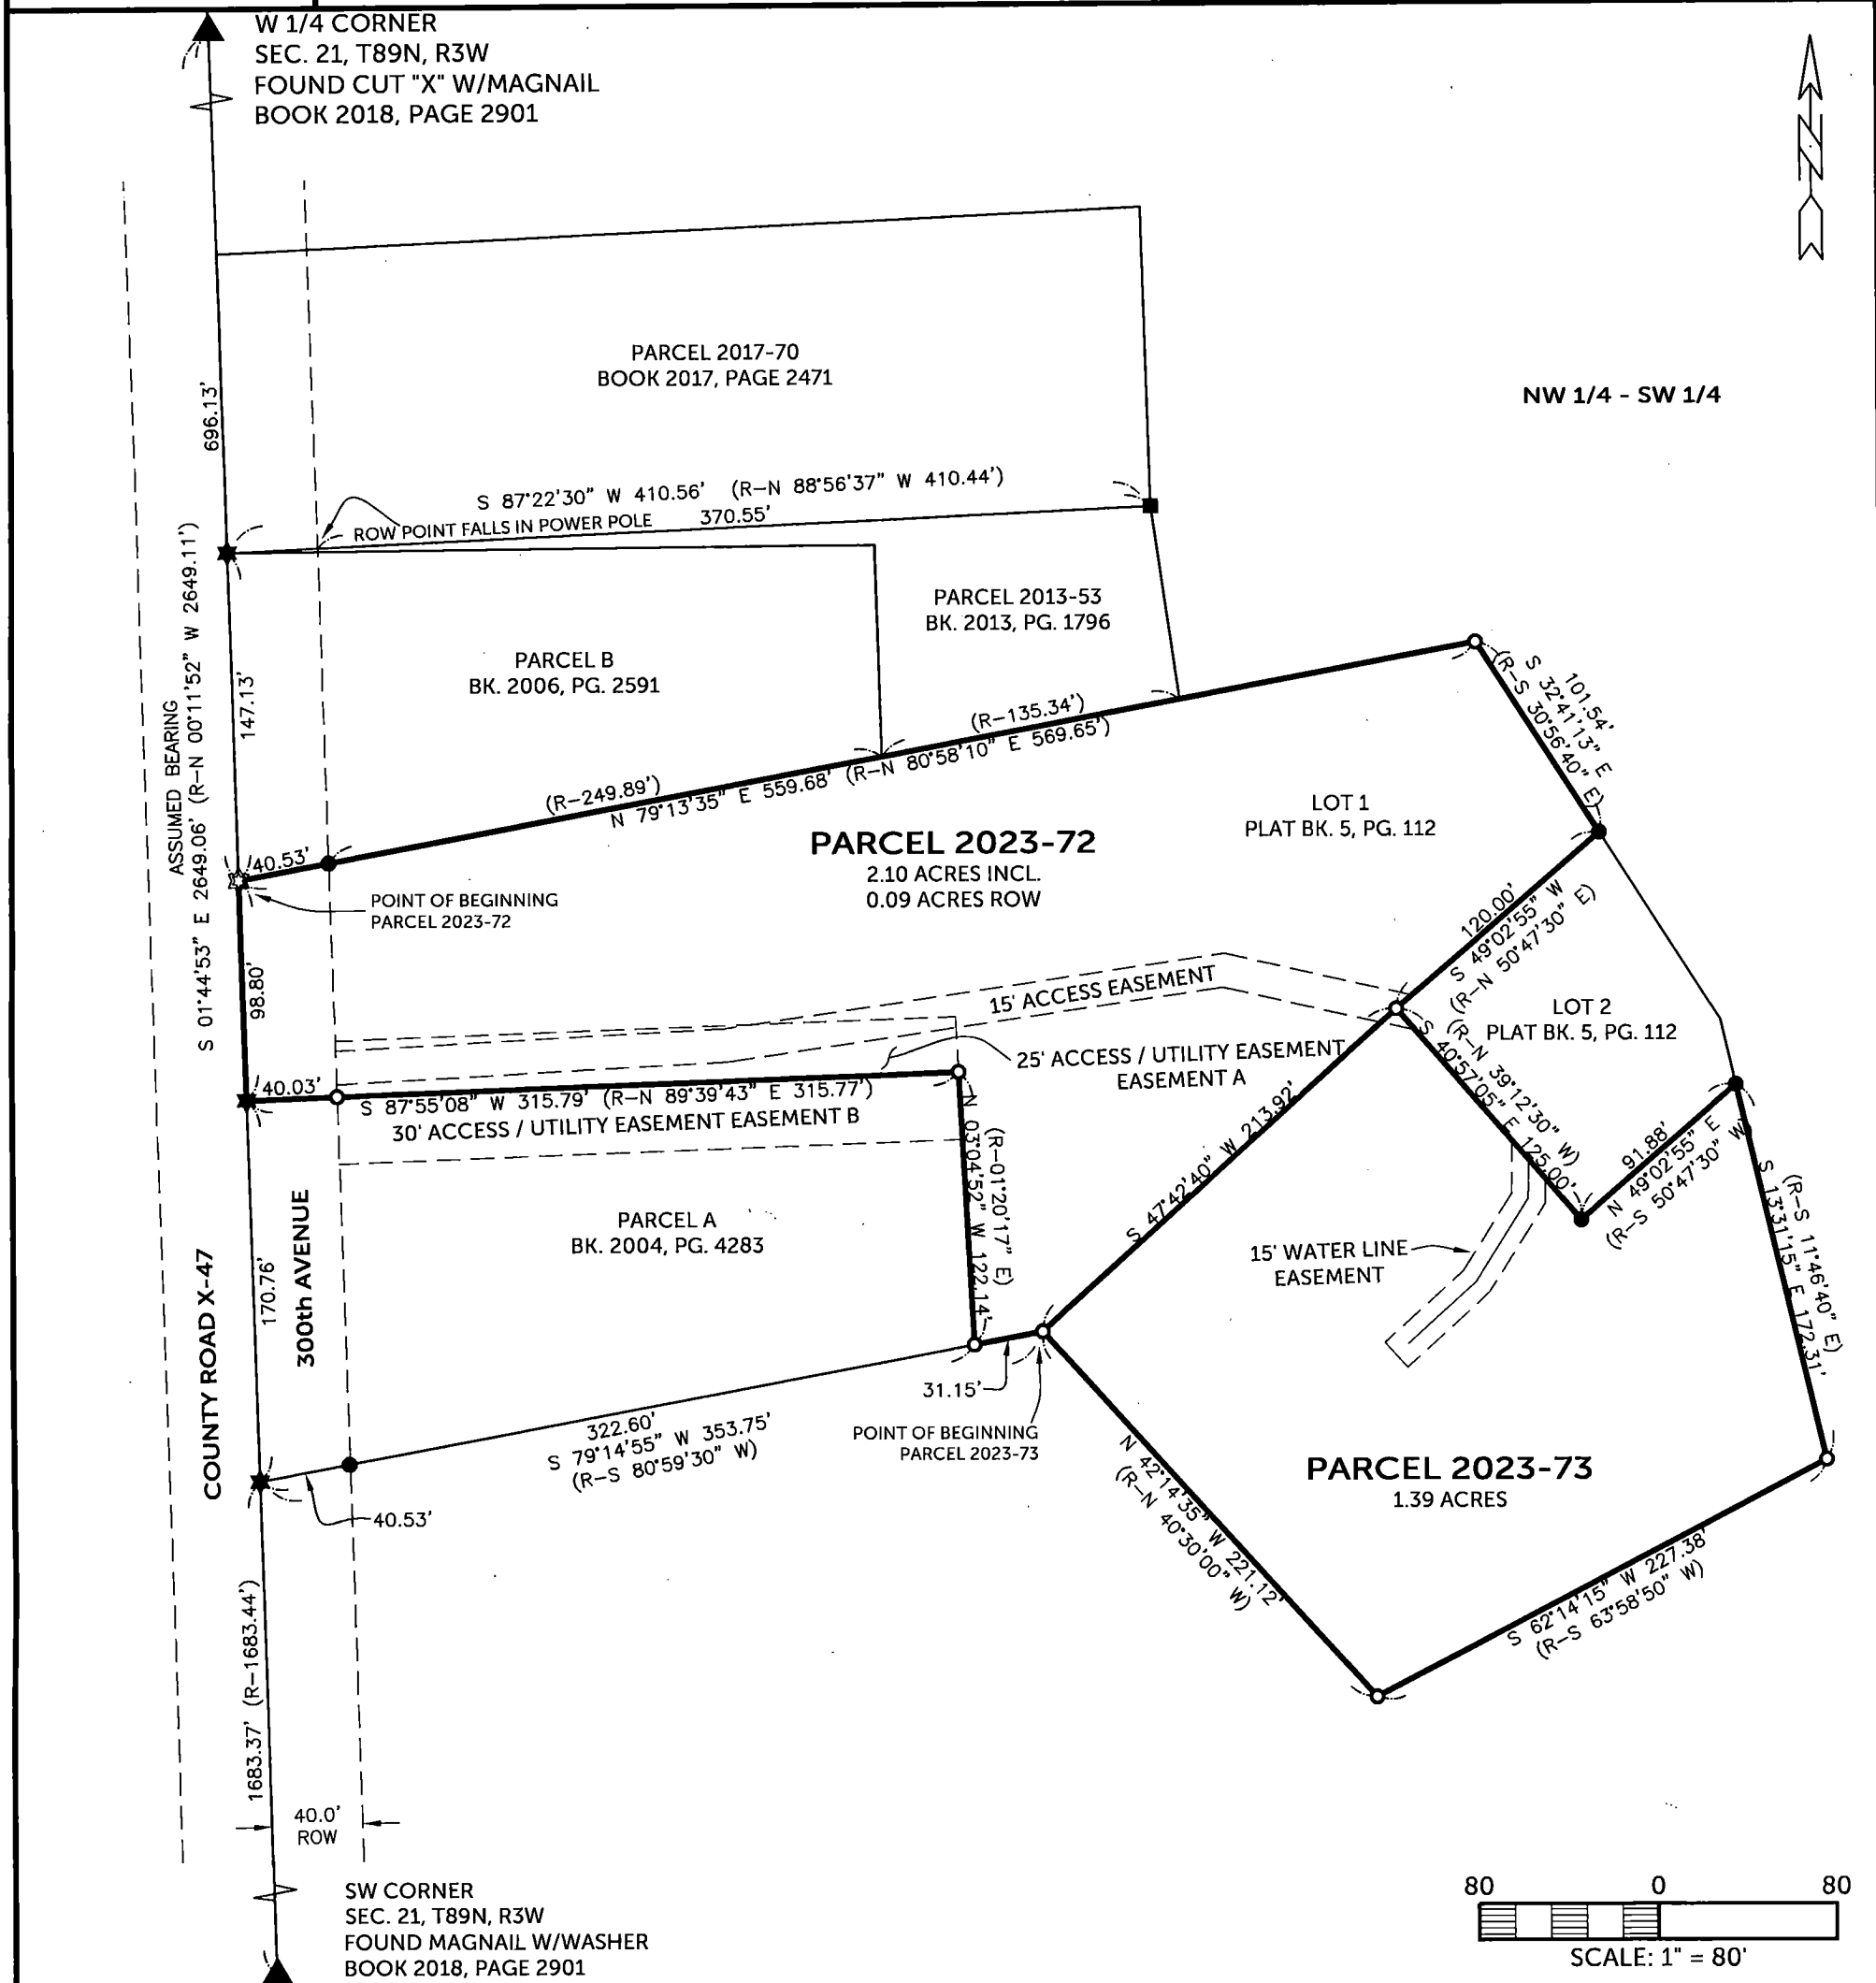 W 1/4 CORNER
SEC. 21, T89N, R3W
FOUND CUT "X" W/MAGNAIL
BOOK 2018, PAGE 2901
N
PARCEL 2017-70
BOOK 2017, PAGE 2471
NW 1/4 - SW 1/4
696.13'
S 87°22'30" W 410.56' (R-N 88°56'37" W 410.44')
ROW POINT FALLS IN POWER POLE 370.55'
PARCEL 2013-53
BK. 2013, PG. 1796
PARCEL B
BK. 2006, PG. 2591
ASSUMED BEARING
S 01°44'53" E 2649.06' (R-N 00°11'52" W 2649.11')
147.13'
101.54'
S 32°41'13" E
(R-S 30°56'40" E)
(R-135.34')
(R-249.89')
N 79°13'35" E 559.68' (R-N 80°58'10" E 569.65')
LOT 1
PLAT BK. 5, PG. 112
PARCEL 2023-72
2.10 ACRES INCL.
0.09 ACRES ROW
40.53'
POINT OF BEGINNING
PARCEL 2023-72
120.00'
S 49°02'55" W
(R-N 50°47'30" E)
98.80'
15' ACCESS EASEMENT
LOT 2
PLAT BK. 5, PG. 112
25' ACCESS / UTILITY EASEMENT
EASEMENT A
40.03'
S 87°55'08" W 315.79' (R-N 89°39'43" E 315.77')
30' ACCESS / UTILITY EASEMENT EASEMENT B
(R-N 39°12'30" W)
S 40°57'05" E 125.00'
(R-01°20'17" E)
N 03°04'52" W 122.14'
S 47°42'40" W 213.92'
91.88'
N 49°02'55" E
(R-S 50°47'30" W)
(R-S 11°46'40" E)
S 13°31'15" E 172.31'
PARCEL A
BK. 2004, PG. 4283
15' WATER LINE
EASEMENT
COUNTY ROAD X-47
170.76'
300th AVENUE
31.15'
322.60'
S 79°14'55" W 353.75'
(R-S 80°59'30" W)
POINT OF BEGINNING
PARCEL 2023-73
PARCEL 2023-73
1.39 ACRES
40.53'
N 42°14'35" W 221.12'
(R-N 40°30'00" W)
S 62°14'15" W 227.38'
(R-S 63°58'50" W)
1683.37' (R-1683.44')
40.0'
ROW
SW CORNER
SEC. 21, T89N, R3W
FOUND MAGNAIL W/WASHER
BOOK 2018, PAGE 2901
80 0 80
SCALE: 1" = 80'